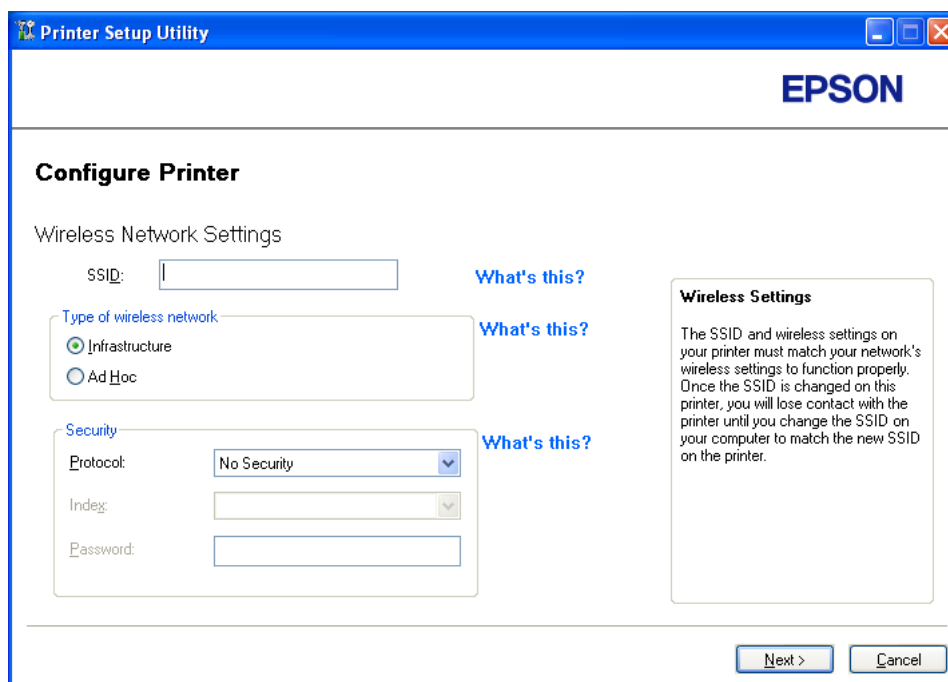 Printer Setup Utility
EPSON
Configure Printer
Wireless Network Settings
SSID:
What's this?
Type of wireless network
What's this?
Infrastructure
Ad Hoc
Security
What's this?
Protocol:
No Security
Index:
Password:
Wireless Settings
The SSID and wireless settings on
your printer must match your network's
wireless settings to function properly.
Once the SSID is changed on this
printer, you will lose contact with the
printer until you change the SSID on
your computer to match the new SSID
on the printer.
Next >
Cancel